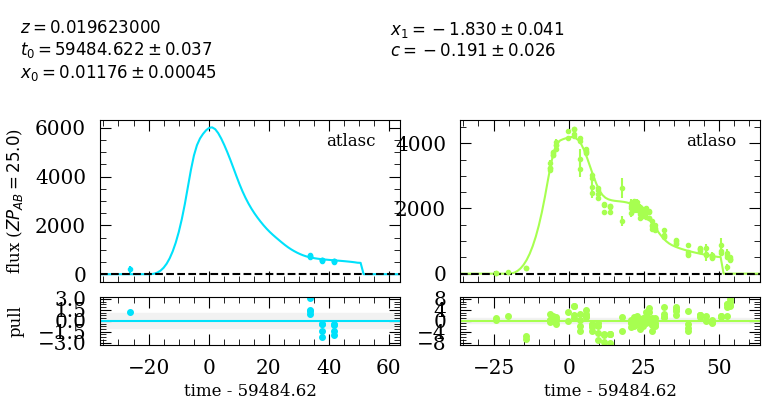 z = 0.019623000
t0 = 59484.622 ± 0.037
x0 = 0.01176 ± 0.00045
x1 = −1.830 ± 0.041
c = −0.191 ± 0.026
flux (ZP_AB = 25.0)
6000
4000
2000
0
atlasc
4000
2000
0
atlaso
pull
3.0
1.5
0.0
−1.5
−3.0
8
4
0
−4
−8
−20 0 20 40 60
−25 0 25 50
time - 59484.62
time - 59484.62